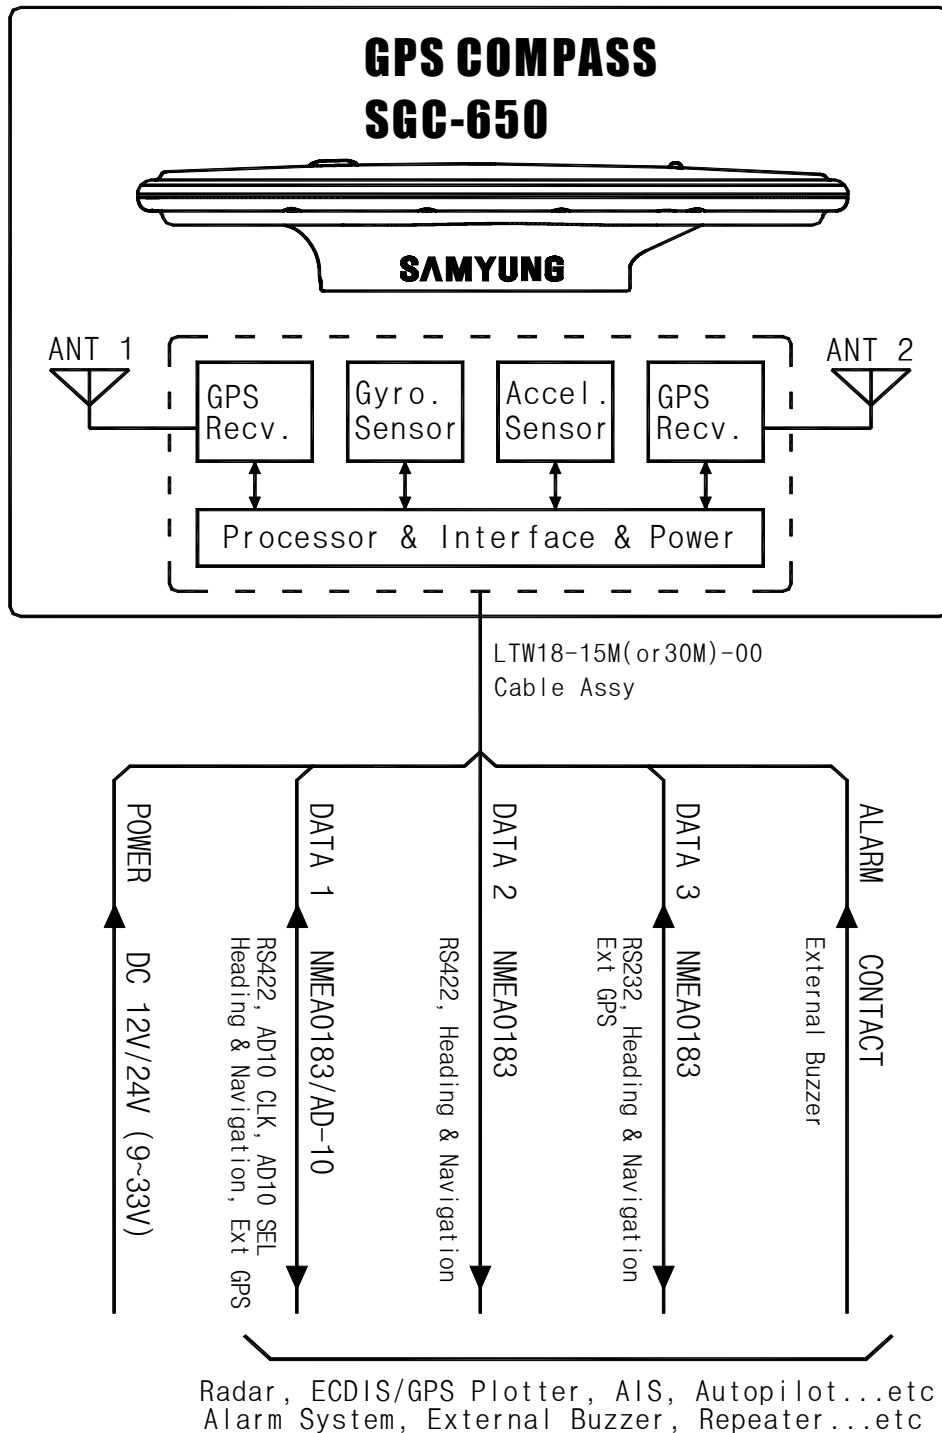 GPS COMPASS
SGC-650
SAMYUNG
ANT 1
ANT 2
GPS
Recv.
Gyro.
Sensor
Accel.
Sensor
GPS
Recv.
Processor & Interface & Power
LTW18-15M(or30M)-00
Cable Assy
POWER
DC 12V/24V (9~33V)
DATA 1
NMEA0183/AD-10
RS422, AD10 CLK, AD10 SEL
Heading & Navigation, Ext GPS
DATA 2
NMEA0183
RS422, Heading & Navigation
DATA 3
NMEA0183
RS232, Heading & Navigation
Ext GPS
ALARM
CONTACT
External Buzzer
Radar, ECDIS/GPS Plotter, AIS, Autopilot...etc
Alarm System, External Buzzer, Repeater...etc